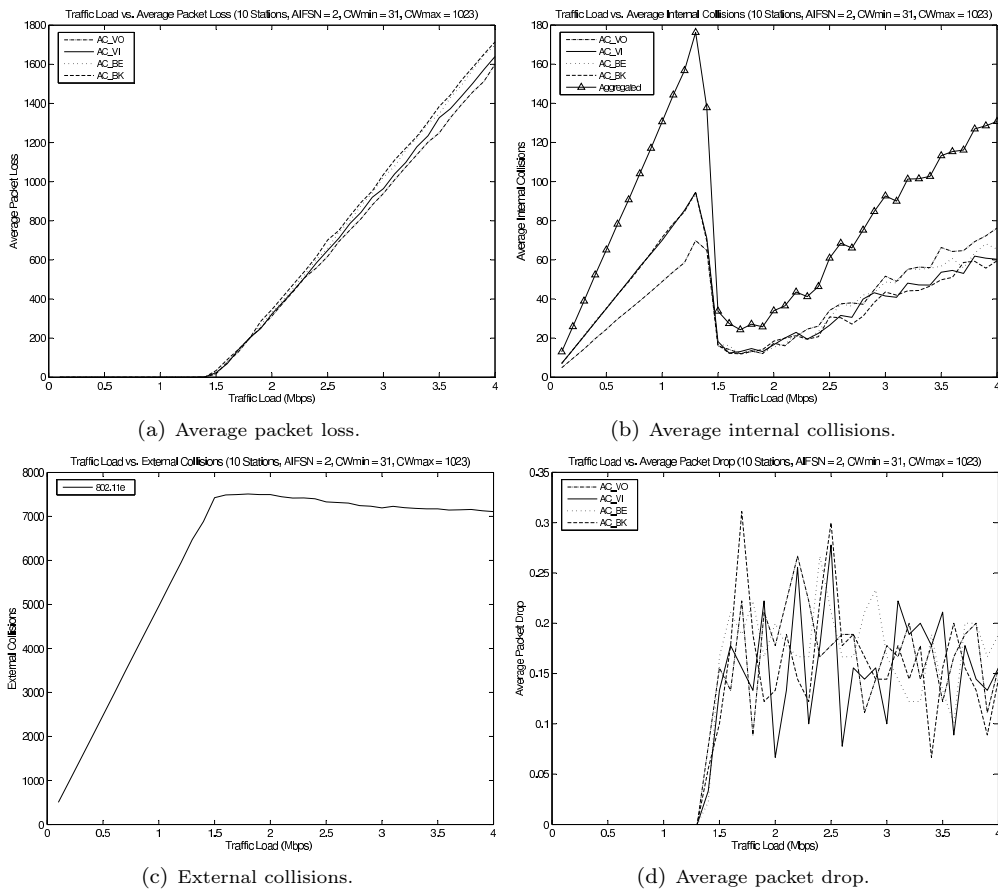 Traffic Load vs. Average Packet Loss (10 Stations, AIFSN = 2, CWmin = 31, CWmax = 1023)
AC_VO
AC_VI
AC_BE
AC_BK
1800
1600
1400
1200
1000
800
600
400
200
0
Average Packet Loss
0 0.5 1 1.5 2 2.5 3 3.5 4
Traffic Load (Mbps)
(a) Average packet loss.
Traffic Load vs. Average Internal Collisions (10 Stations, AIFSN = 2, CWmin = 31, CWmax = 1023)
AC_VO
AC_VI
AC_BE
AC_BK
Aggregated
180
160
140
120
100
80
60
40
20
0
Average Internal Collisions
0 0.5 1 1.5 2 2.5 3 3.5 4
Traffic Load (Mbps)
(b) Average internal collisions.
Traffic Load vs. External Collisions (10 Stations, AIFSN = 2, CWmin = 31, CWmax = 1023)
802.11e
8000
7000
6000
5000
4000
3000
2000
1000
0
External Collisions
0 0.5 1 1.5 2 2.5 3 3.5 4
Traffic Load (Mbps)
(c) External collisions.
Traffic Load vs. Average Packet Drop (10 Stations, AIFSN = 2, CWmin = 31, CWmax = 1023)
AC_VO
AC_VI
AC_BE
AC_BK
0.35
0.3
0.25
0.2
0.15
0.1
0.05
0
Average Packet Drop
0 0.5 1 1.5 2 2.5 3 3.5 4
Traffic Load (Mbps)
(d) Average packet drop.